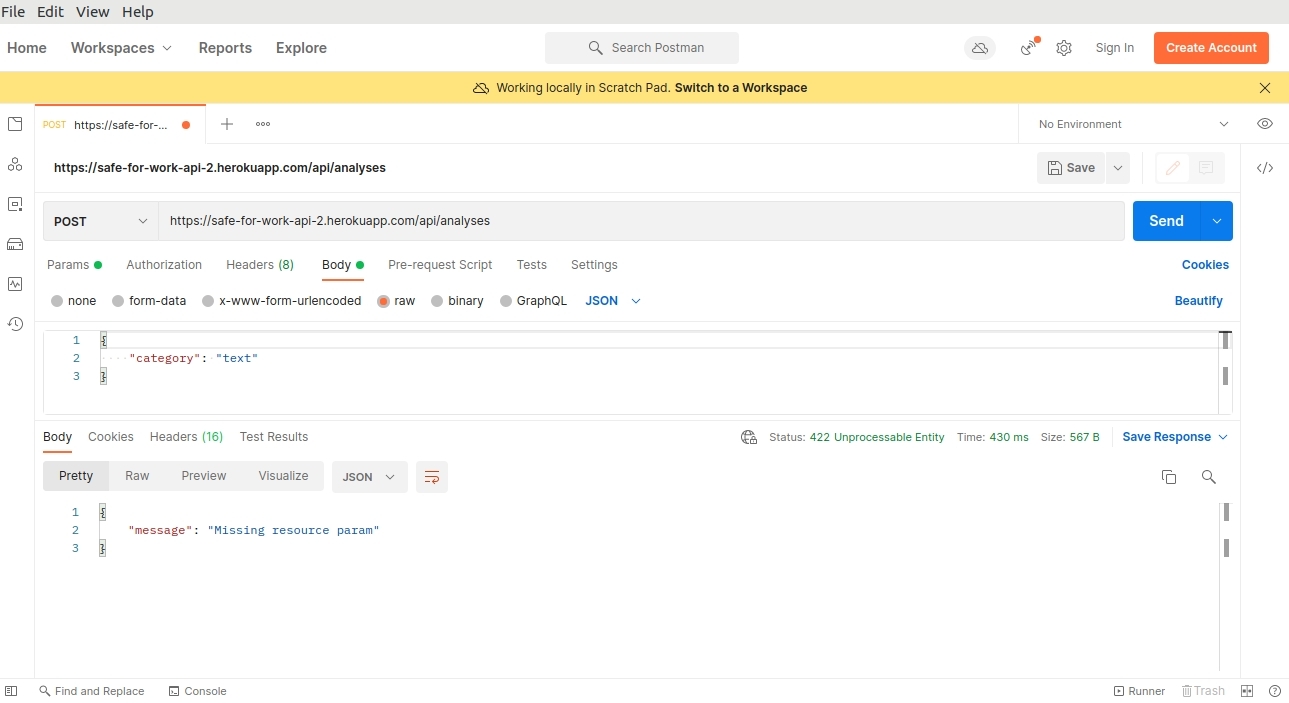 File Edit View Help
Home Workspaces Reports Explore Search Postman Sign In Create Account
Working locally in Scratch Pad. Switch to a Workspace
POST https://safe-for-... No Environment
https://safe-for-work-api-2.herokuapp.com/api/analyses Save
POST https://safe-for-work-api-2.herokuapp.com/api/analyses Send
Params Authorization Headers (8) Body Pre-request Script Tests Settings Cookies
none form-data x-www-form-urlencoded raw binary GraphQL JSON Beautify
1 {
2 "category": "text"
3 }
Body Cookies Headers (16) Test Results Status: 422 Unprocessable Entity Time: 430 ms Size: 567 B Save Response
Pretty Raw Preview Visualize JSON
1 {
2 "message": "Missing resource param"
3 }
Find and Replace Console Runner Trash